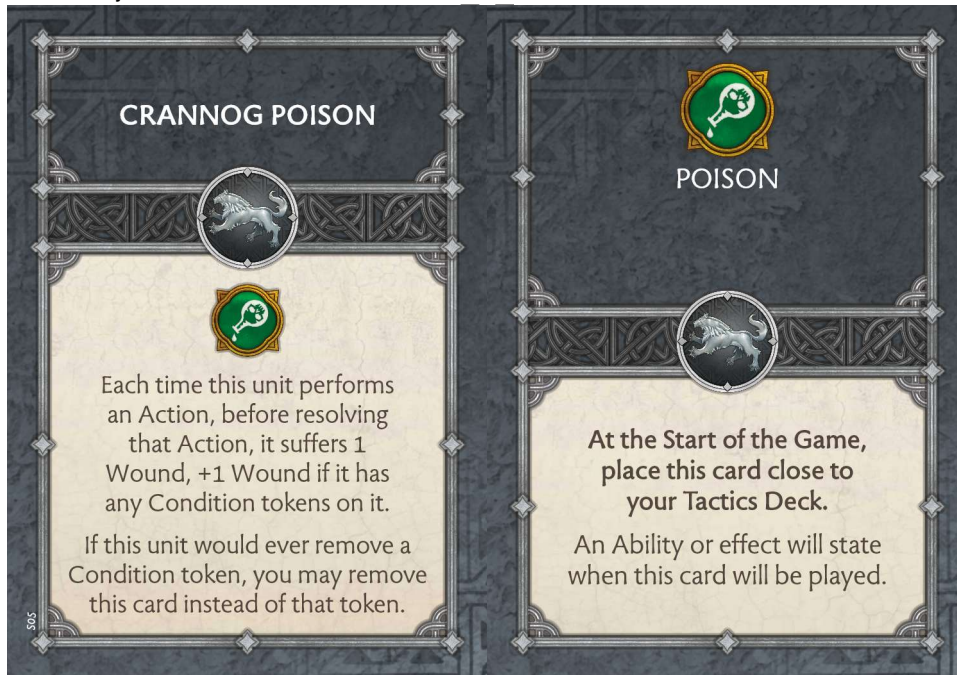 CRANNOG POISON
Each time this unit performs
an Action, before resolving
that Action, it suffers 1
Wound, +1 Wound if it has
any Condition tokens on it.
If this unit would ever remove a
Condition token, you may remove
this card instead of that token.
S05
POISON
At the Start of the Game,
place this card close to
your Tactics Deck.
An Ability or effect will state
when this card will be played.